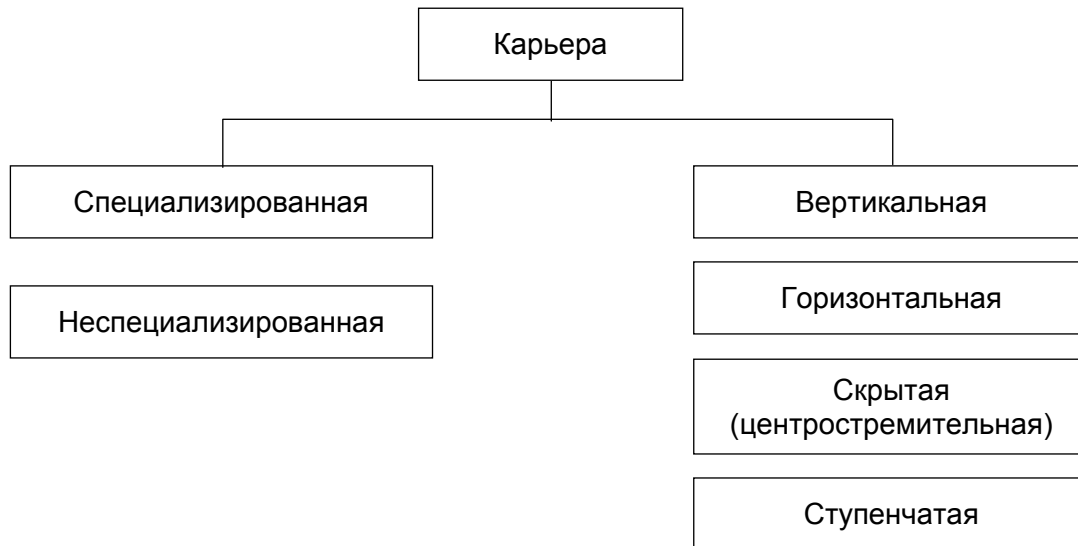 Карьера
Специализированная
Неспециализированная
Вертикальная
Горизонтальная
Скрытая
(центростремительная)
Ступенчатая